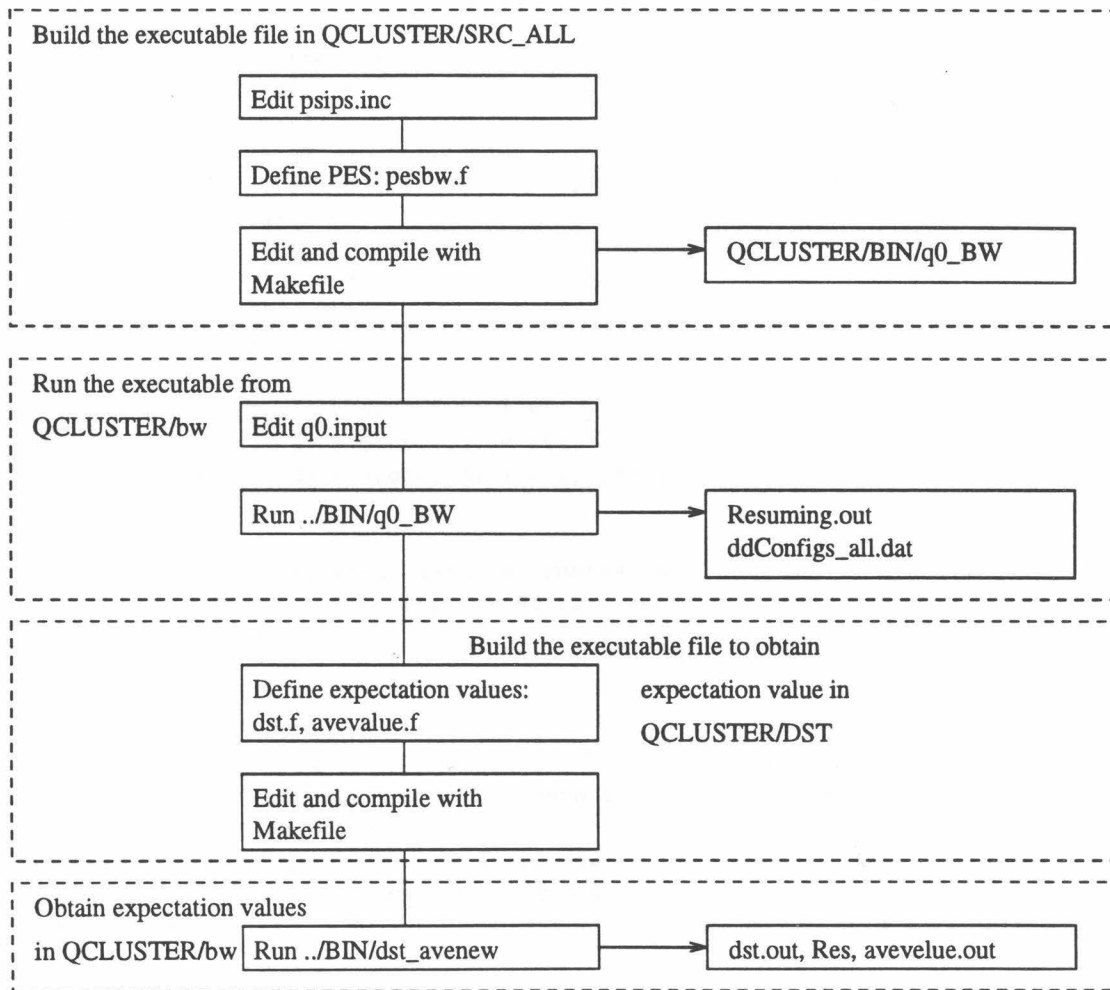 Build the executable file in QCLUSTER/SRC_ALL
Edit psips.inc
Define PES: pesbw.f
Edit and compile with
Makefile
QCLUSTER/BIN/q0_BW
Run the executable from
QCLUSTER/bw
Edit q0.input
Run ../BIN/q0_BW
Resuming.out
ddConfigs_all.dat
Build the executable file to obtain
expectation value in
QCLUSTER/DST
Define expectation values:
dst.f, avevalue.f
Edit and compile with
Makefile
Obtain expectation values
in QCLUSTER/bw
Run ../BIN/dst_avenew
dst.out, Res, avevelue.out